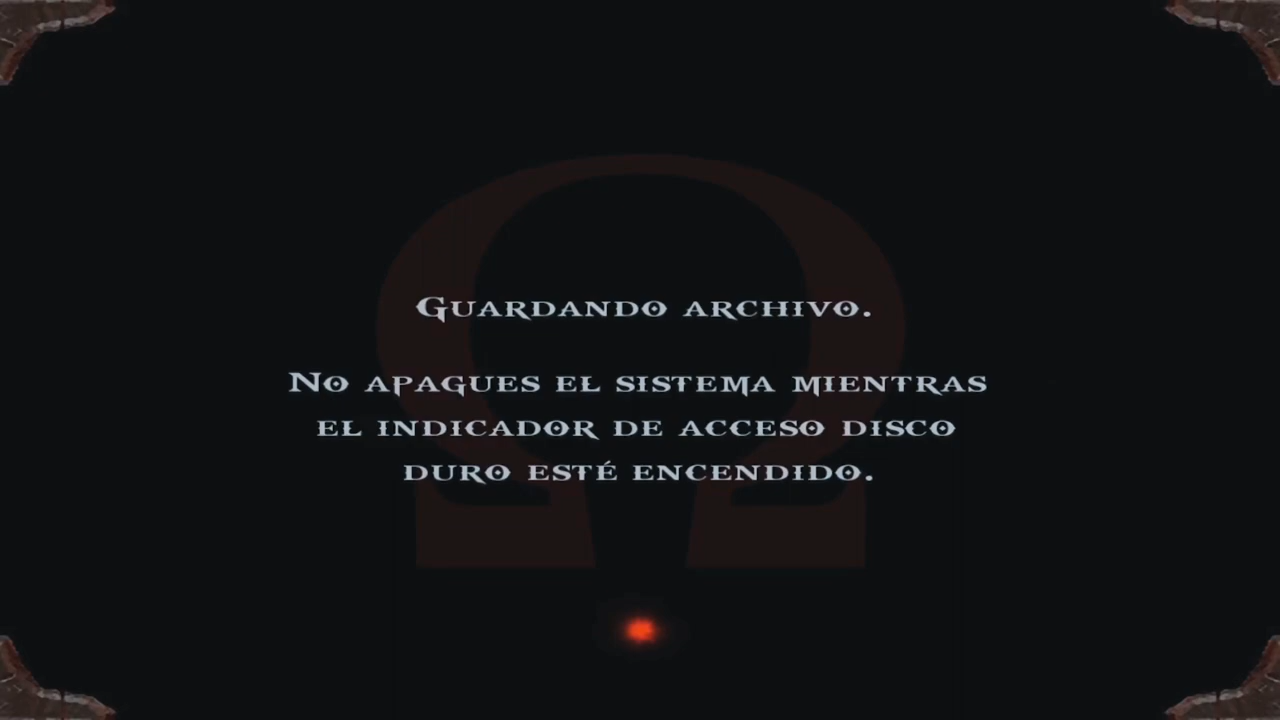 Guardando archivo.
No apagues el sistema mientras
el indicador de acceso disco
duro esté encendido.